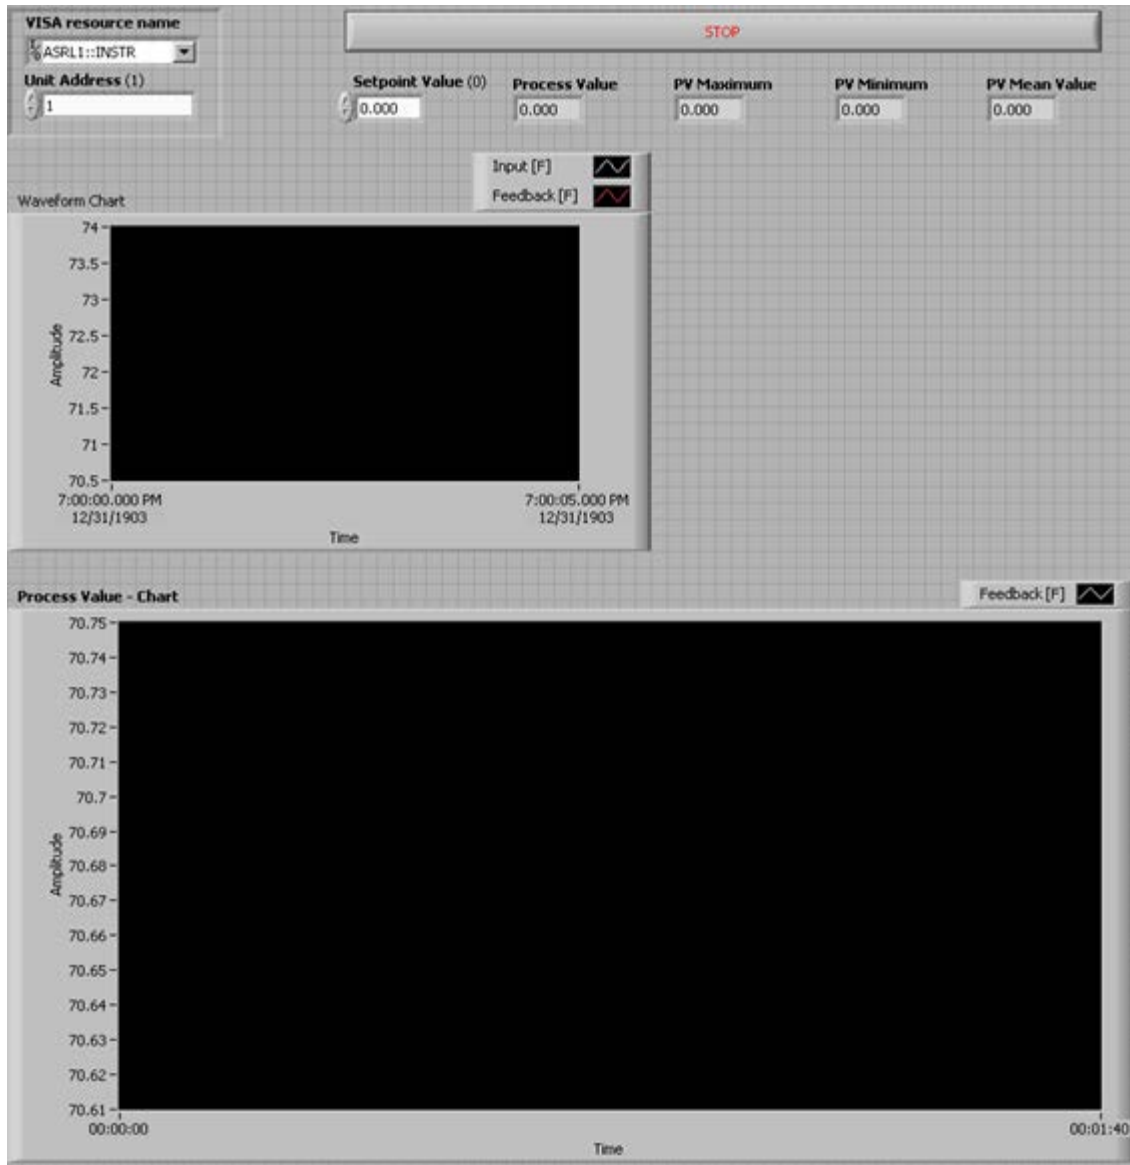 VISA resource name
ASRL1::INSTR
Unit Address (1)
1
STOP
Setpoint Value (0)
0.000
Process Value
0.000
PV Maximum
0.000
PV Minimum
0.000
PV Mean Value
0.000
Input [F]
Feedback [F]
Waveform Chart
74
73.5
73
72.5
72
71.5
71
70.5
Amplitude
7:00:00.000 PM
12/31/1903
7:00:05.000 PM
12/31/1903
Time
Process Value - Chart
Feedback [F]
70.75
70.74
70.73
70.72
70.71
70.7
70.69
70.68
70.67
70.66
70.65
70.64
70.63
70.62
70.61
Amplitude
00:00:00
00:01:40
Time